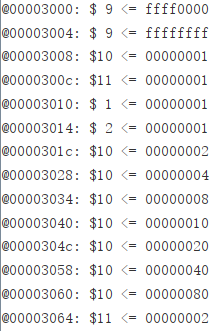 @00003000: $ 9 <= ffff0000
@00003004: $ 9 <= ffffffff
@00003008: $10 <= 00000001
@0000300c: $11 <= 00000001
@00003010: $ 1 <= 00000001
@00003014: $ 2 <= 00000001
@0000301c: $10 <= 00000002
@00003028: $10 <= 00000004
@00003034: $10 <= 00000008
@00003040: $10 <= 00000010
@0000304c: $10 <= 00000020
@00003058: $10 <= 00000040
@00003060: $10 <= 00000080
@00003064: $11 <= 00000002